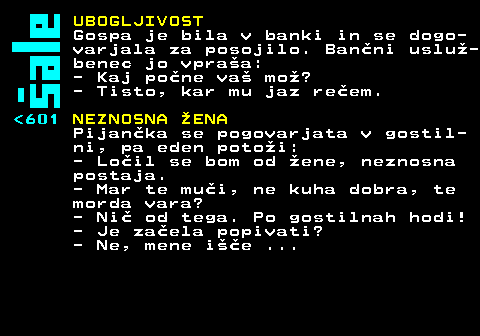 Šale
UBOGLJIVOST
Gospa je bila v banki in se dogo-
varjala za posojilo. Bančni usluž-
benec jo vpraša:
- Kaj počne vaš mož?
- Tisto, kar mu jaz rečem.
<601 NEZNOSNA ŽENA
Pijančka se pogovarjata v gostil-
ni, pa eden potoži:
- Ločil se bom od žene, neznosna
postaja.
- Mar te muči, ne kuha dobra, te
morda vara?
- Nič od tega. Po gostilnah hodi!
- Je začela popivati?
- Ne, mene išče ...